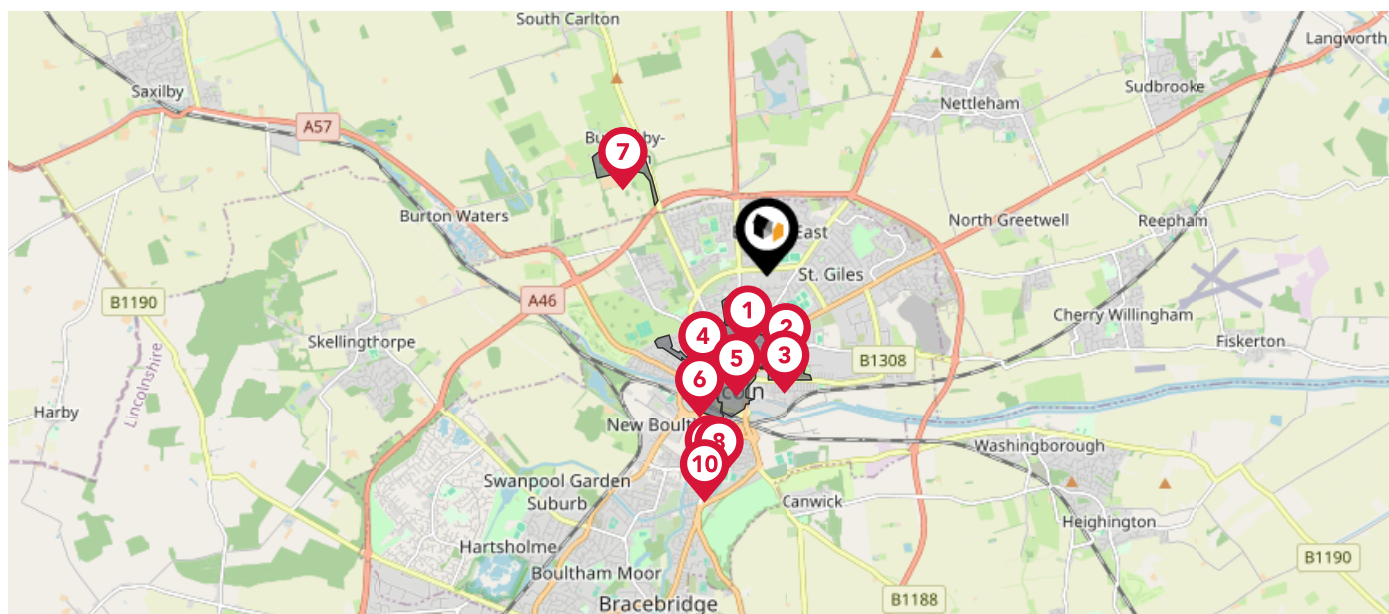 South Carlton
Langworth
Saxilby
Sudbrooke
Nettleham
A57
7
Burton Waters
North Greetwell
Reepham
East
St. Giles
B1190
A46
1
2
Cherry Willingham
4
Skellingthorpe
3
5
B1308
Fiskerton
6
Lincolnshire
Harby
New
8
Washingborough
10
Swanpool Garden
Suburb
Canwick
Heighington
Hartsholme
B1190
Boultham Moor
B1188
Bracebridge